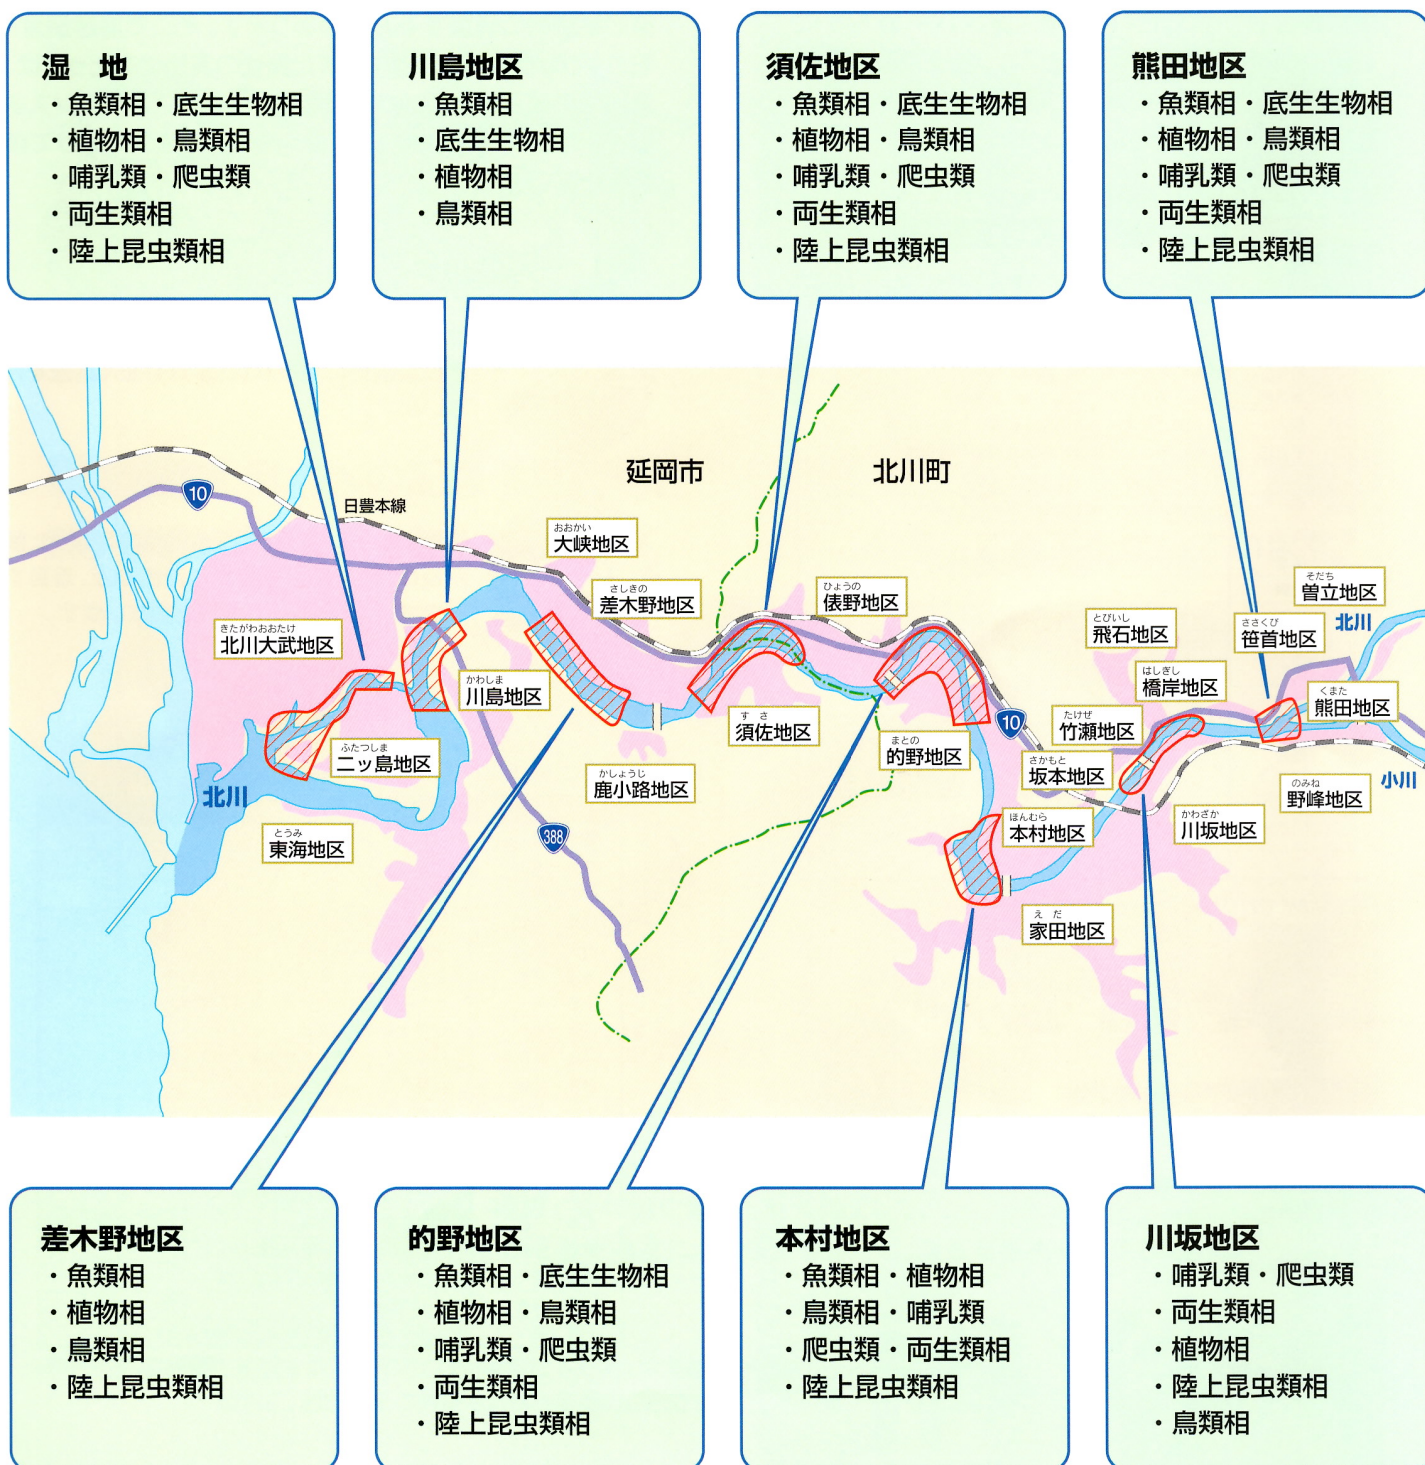 湿　地
・魚類相・底生生物相
・植物相・鳥類相
・哺乳類・爬虫類
・両生類相
・陸上昆虫類相
川島地区
・魚類相
・底生生物相
・植物相
・鳥類相
須佐地区
・魚類相・底生生物相
・植物相・鳥類相
・哺乳類・爬虫類
・両生類相
・陸上昆虫類相
熊田地区
・魚類相・底生生物相
・植物相・鳥類相
・哺乳類・爬虫類
・両生類相
・陸上昆虫類相
延岡市
北川町
10
日豊本線
おおかい
大峡地区
さしきの
差木野地区
ひょうの
俵野地区
そだち
曽立地区
北川
とびいし
飛石地区
ささくび
笹首地区
きたがわおおたけ
北川大武地区
はしぎし
橋岸地区
かわしま
川島地区
くまた
熊田地区
す さ
須佐地区
10
たけぜ
竹瀬地区
まとの
的野地区
さかもと
坂本地区
ふたつしま
二ッ島地区
かしょうじ
鹿小路地区
のみね
野峰地区
小川
北川
ほんむら
本村地区
かわざか
川坂地区
とうみ
東海地区
388
え だ
家田地区
差木野地区
・魚類相
・植物相
・鳥類相
・陸上昆虫類相
的野地区
・魚類相・底生生物相
・植物相・鳥類相
・哺乳類・爬虫類
・両生類相
・陸上昆虫類相
本村地区
・魚類相・植物相
・鳥類相・哺乳類
・爬虫類・両生類相
・陸上昆虫類相
川坂地区
・哺乳類・爬虫類
・両生類相
・植物相
・陸上昆虫類相
・鳥類相